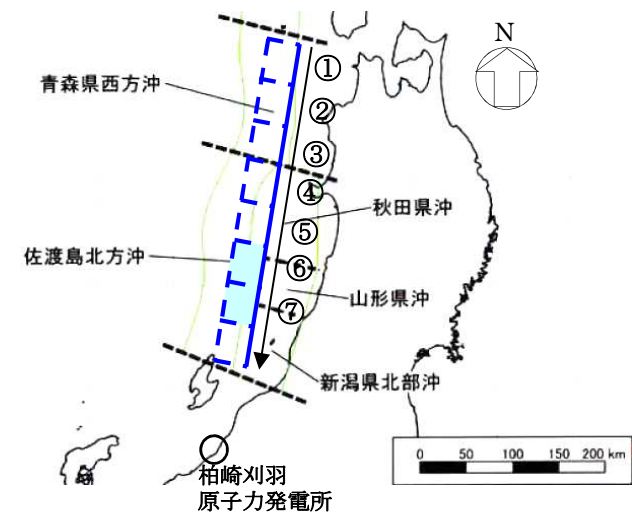 N
①
青森県西方沖
②
③
④
秋田県沖
⑤
佐渡島北方沖
⑥
山形県沖
⑦
新潟県北部沖
0 50 100 150 200 km
柏崎刈羽
原子力発電所